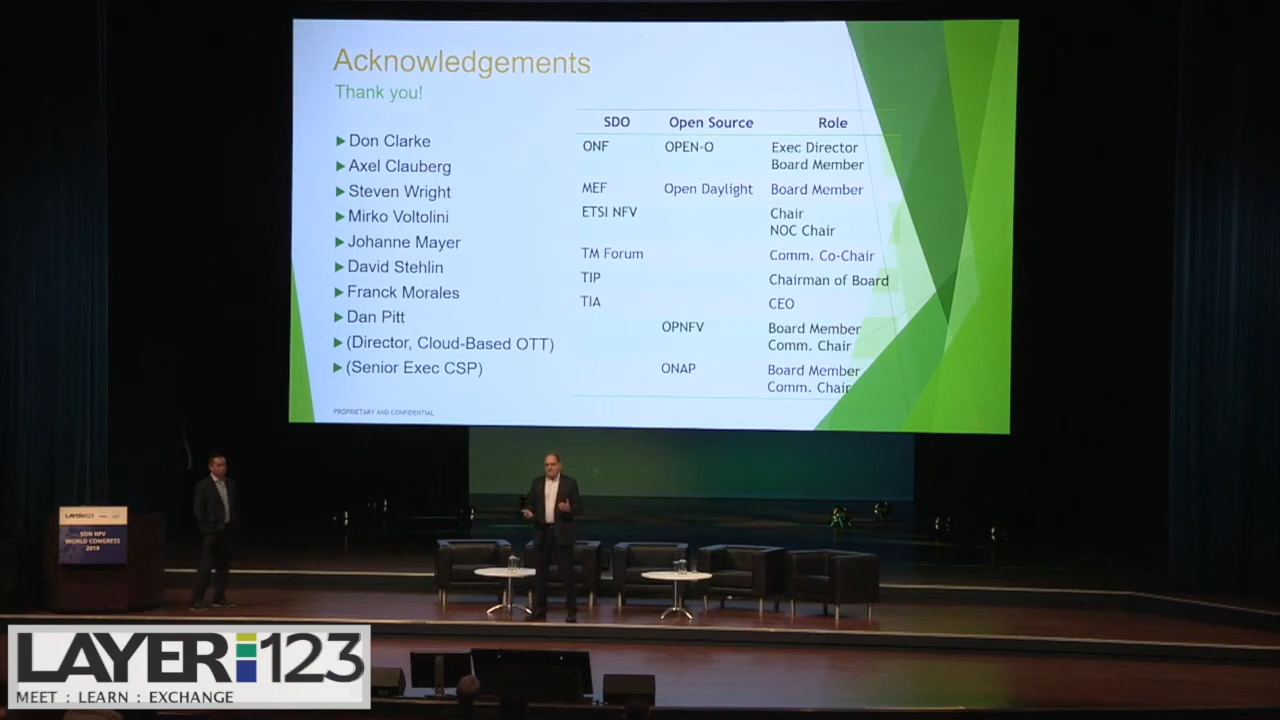 Acknowledgements
Thank you!
Don Clarke
Axel Clauberg
Steven Wright
Mirko Voltolini
Johanne Mayer
David Stehlin
Franck Morales
Dan Pitt
(Director, Cloud-Based OTT)
(Senior Exec CSP)
SDO Open Source Role
ONF OPEN-O Exec Director
Board Member
MEF Open Daylight Board Member
ETSI NFV Chair
NOC Chair
TM Forum Comm. Co-Chair
TIP Chairman of Board
TIA CEO
OPNFV Board Member
Comm. Chair
ONAP Board Member
Comm. Chair
PROPRIETARY AND CONFIDENTIAL
LAYER123
SDN NFV
WORLD CONGRESS
2019
LAYER123
MEET : LEARN : EXCHANGE